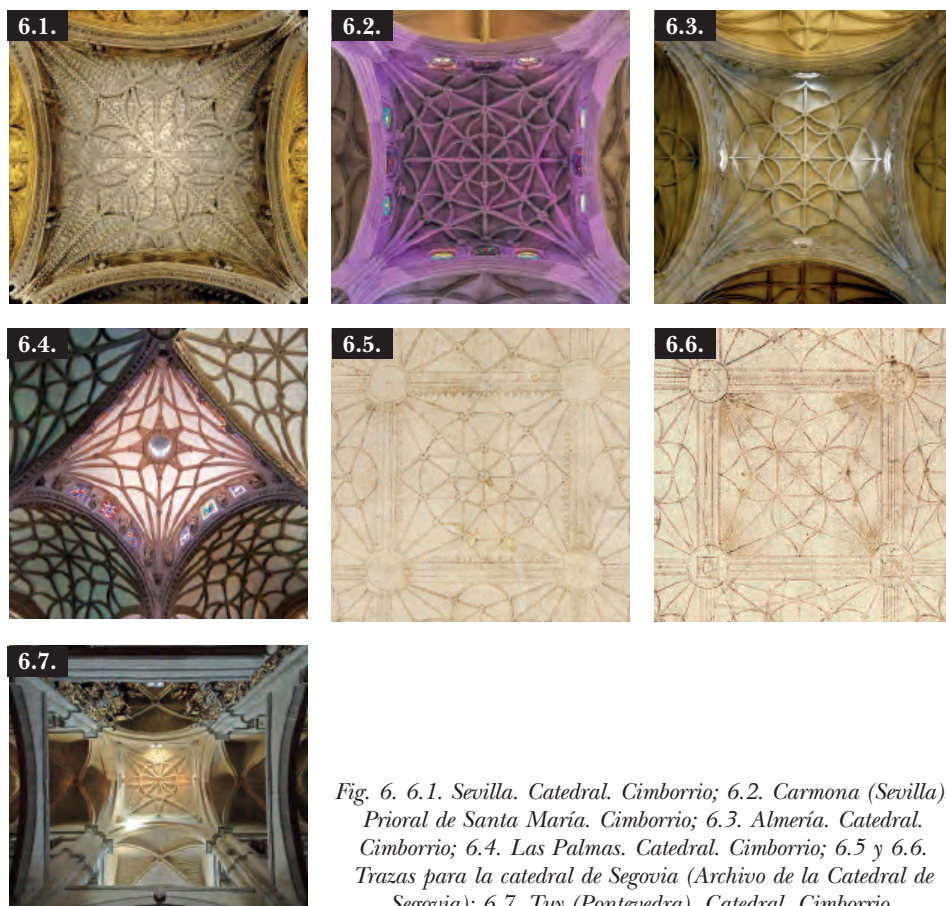 6.1.
6.2.
6.3.
6.4.
6.5.
6.6.
6.7.
Fig. 6. 6.1. Sevilla. Catedral. Cimborrio; 6.2. Carmona (Sevilla).
Prioral de Santa María. Cimborrio; 6.3. Almería. Catedral.
Cimborrio; 6.4. Las Palmas. Catedral. Cimborrio; 6.5 y 6.6.
Trazas para la catedral de Segovia (Archivo de la Catedral de
Segovia); 6.7. Tuy (Pontevedra). Catedral. Cimborrio